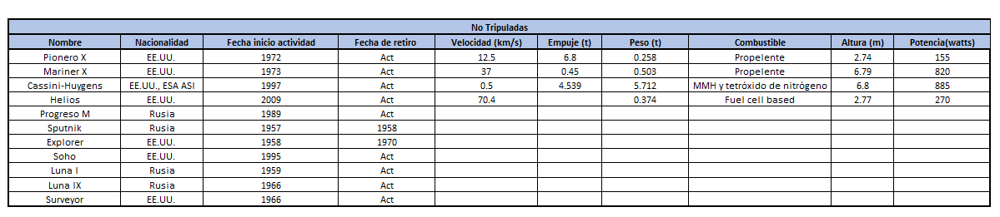 No Tripuladas
Nombre Nacionalidad Fecha inicio actividad Fecha de retiro Velocidad (km/s) Empuje (t) Peso (t) Combustible Altura (m) Potencia(watts)
Pionero X EE.UU. 1972 Act 12.5 6.8 0.258 Propelente 2.74 155
Mariner X EE.UU. 1973 Act 37 0.45 0.503 Propelente 6.79 820
Cassini-Huygens EE.UU., ESA ASI 1997 Act 0.5 4.539 5.712 MMH y tetróxido de nitrógeno 6.8 885
Helios EE.UU. 2009 Act 70.4 0.374 Fuel cell based 2.77 270
Progreso M Rusia 1989 Act
Sputnik Rusia 1957 1958
Explorer EE.UU. 1958 1970
Soho EE.UU. 1995 Act
Luna I Rusia 1959 Act
Luna IX Rusia 1966 Act
Surveyor EE.UU. 1966 Act